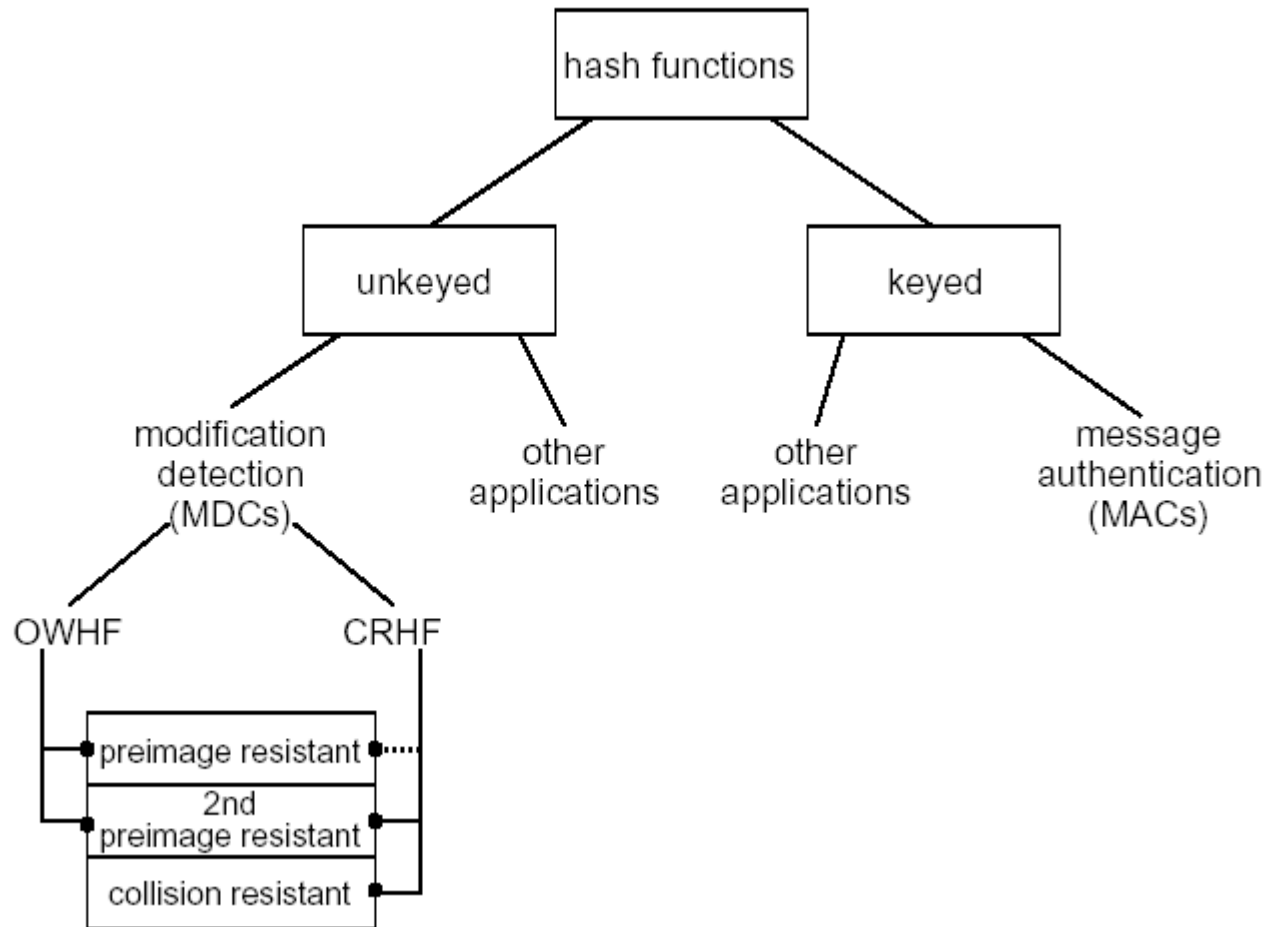 hash functions
unkeyed
keyed
modification
detection
(MDCs)
other
applications
other
applications
message
authentication
(MACs)
OWHF
CRHF
preimage resistant
2nd
preimage resistant
collision resistant